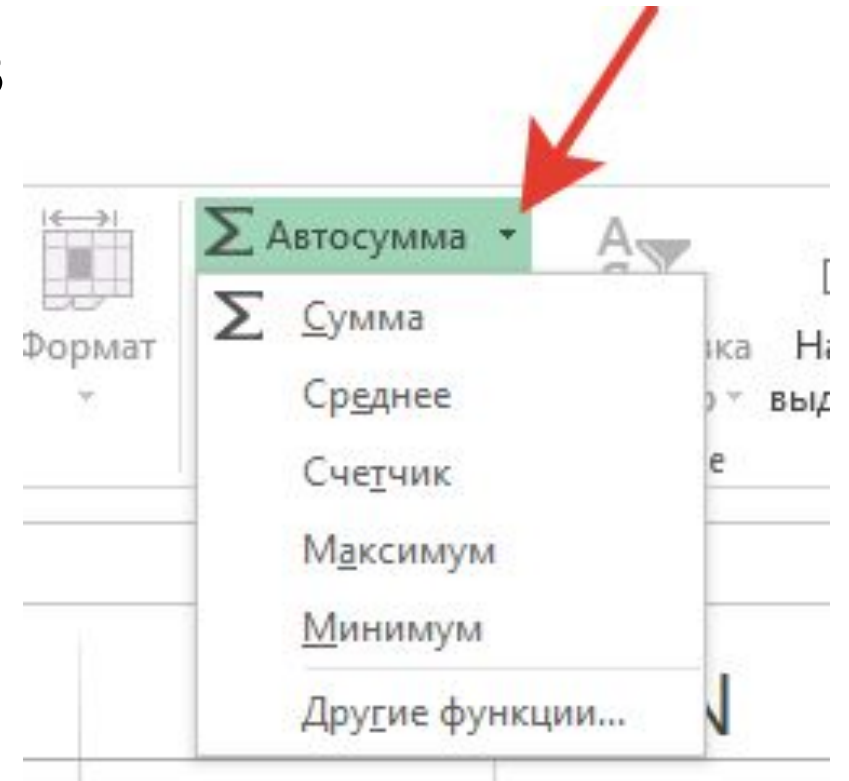 Автосумма
Формат
Сумма
Среднее
Счетчик
Максимум
Минимум
Другие функции...